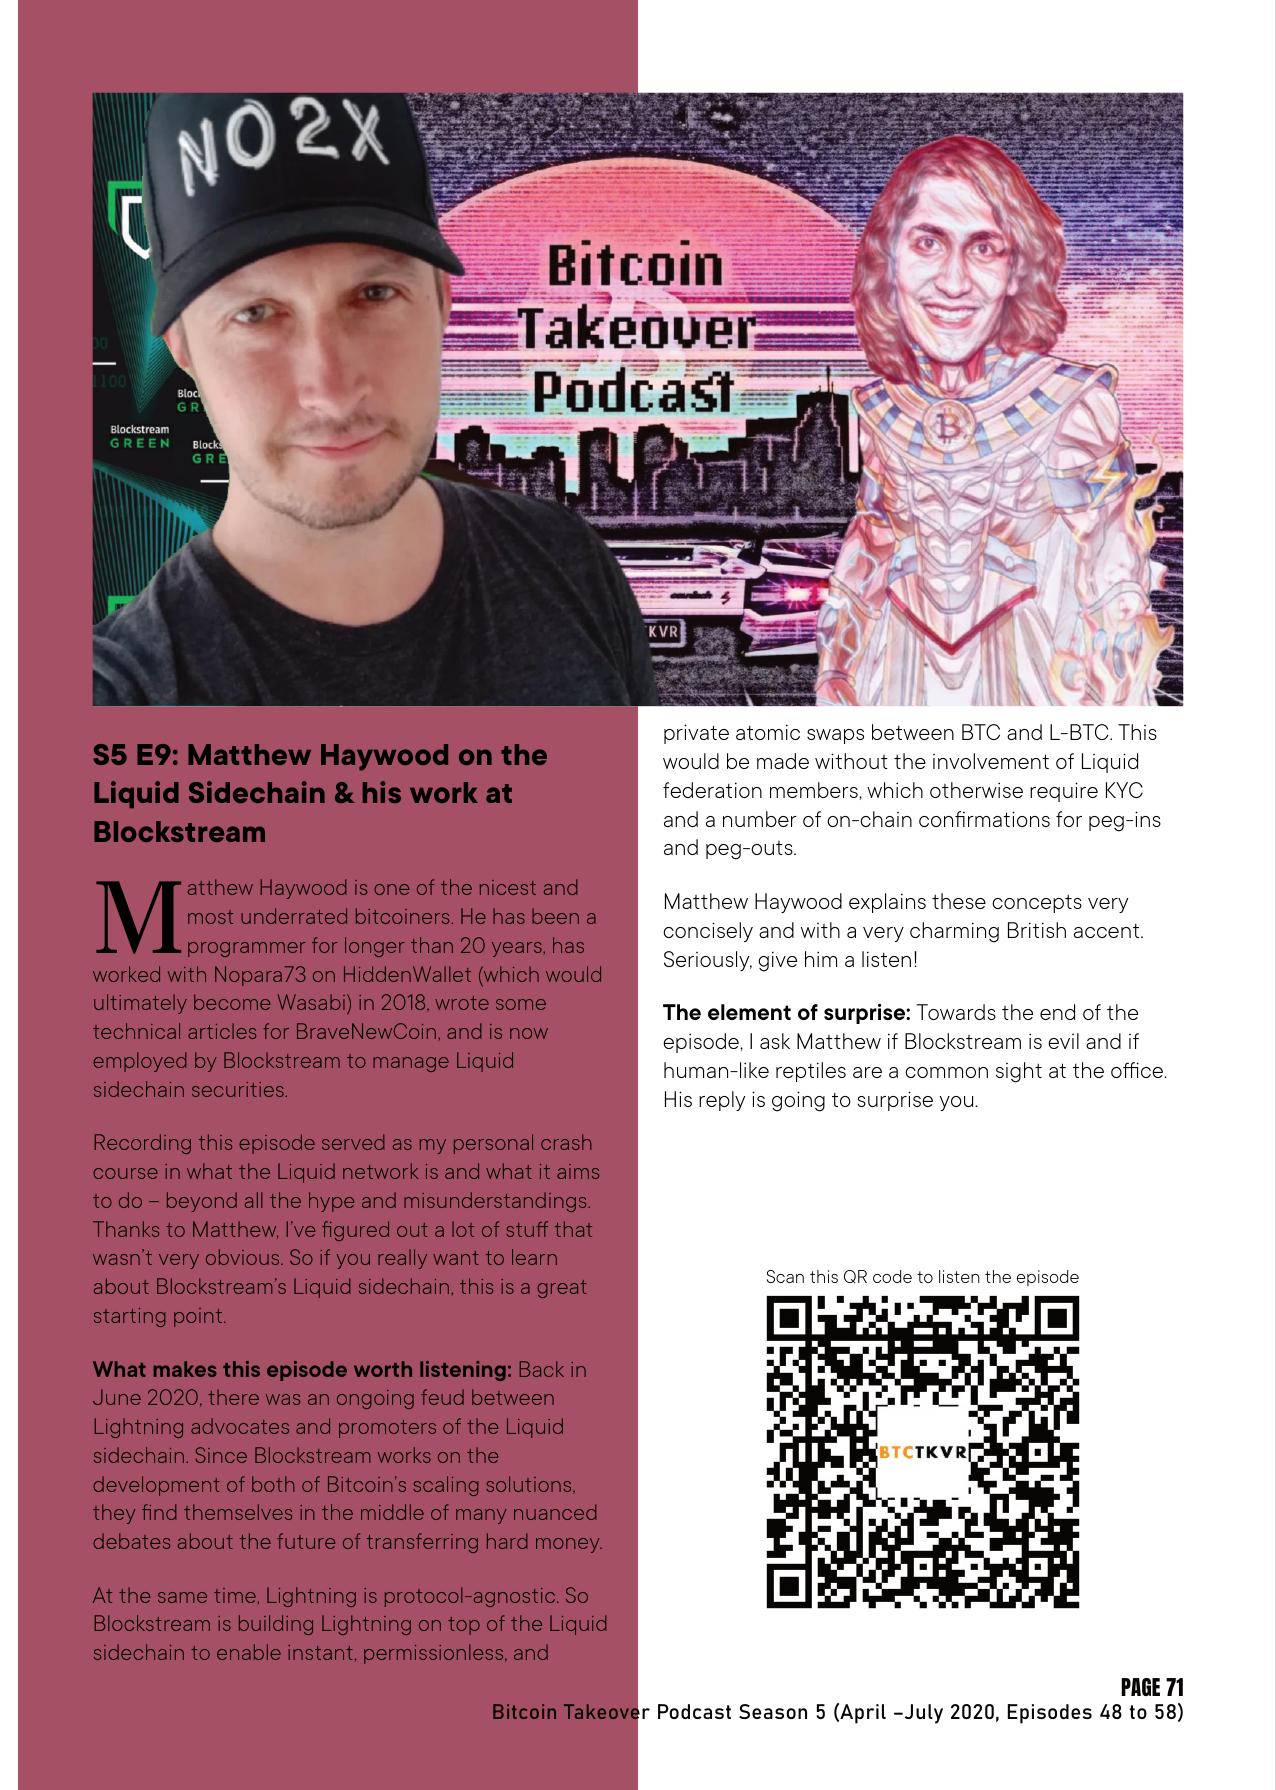 NO2X
Bitcoin
Takeover
Podcast
1100
Blockstream
GREEN
KVR
S5 E9: Matthew Haywood on the
Liquid Sidechain & his work at
Blockstream
Matthew Haywood is one of the nicest and
most underrated bitcoiners. He has been a
programmer for longer than 20 years, has
worked with Nopara73 on HiddenWallet (which would
ultimately become Wasabi) in 2018, wrote some
technical articles for BraveNewCoin, and is now
employed by Blockstream to manage Liquid
sidechain securities.
Recording this episode served as my personal crash
course in what the Liquid network is and what it aims
to do – beyond all the hype and misunderstandings.
Thanks to Matthew, I’ve figured out a lot of stuff that
wasn’t very obvious. So if you really want to learn
about Blockstream’s Liquid sidechain, this is a great
starting point.
What makes this episode worth listening: Back in
June 2020, there was an ongoing feud between
Lightning advocates and promoters of the Liquid
sidechain. Since Blockstream works on the
development of both of Bitcoin’s scaling solutions,
they find themselves in the middle of many nuanced
debates about the future of transferring hard money.
At the same time, Lightning is protocol-agnostic. So
Blockstream is building Lightning on top of the Liquid
sidechain to enable instant, permissionless, and
private atomic swaps between BTC and L-BTC. This
would be made without the involvement of Liquid
federation members, which otherwise require KYC
and a number of on-chain confirmations for peg-ins
and peg-outs.
Matthew Haywood explains these concepts very
concisely and with a very charming British accent.
Seriously, give him a listen!
The element of surprise: Towards the end of the
episode, I ask Matthew if Blockstream is evil and if
human-like reptiles are a common sight at the office.
His reply is going to surprise you.
Scan this QR code to listen the episode
BTCTKVR
PAGE 71
Bitcoin Takeover Podcast Season 5 (April –July 2020, Episodes 48 to 58)